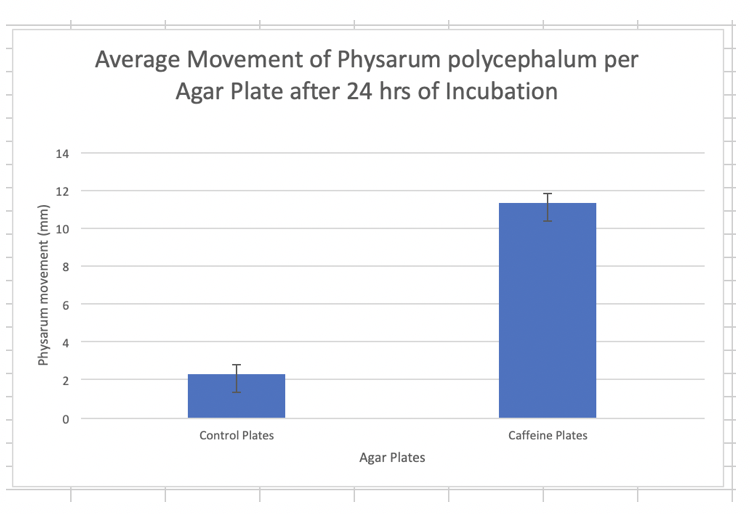 Average Movement of Physarum polycephalum per
Agar Plate after 24 hrs of Incubation
14
12
10
8
6
4
2
0
Physarum movement (mm)
Control Plates
Caffeine Plates
Agar Plates